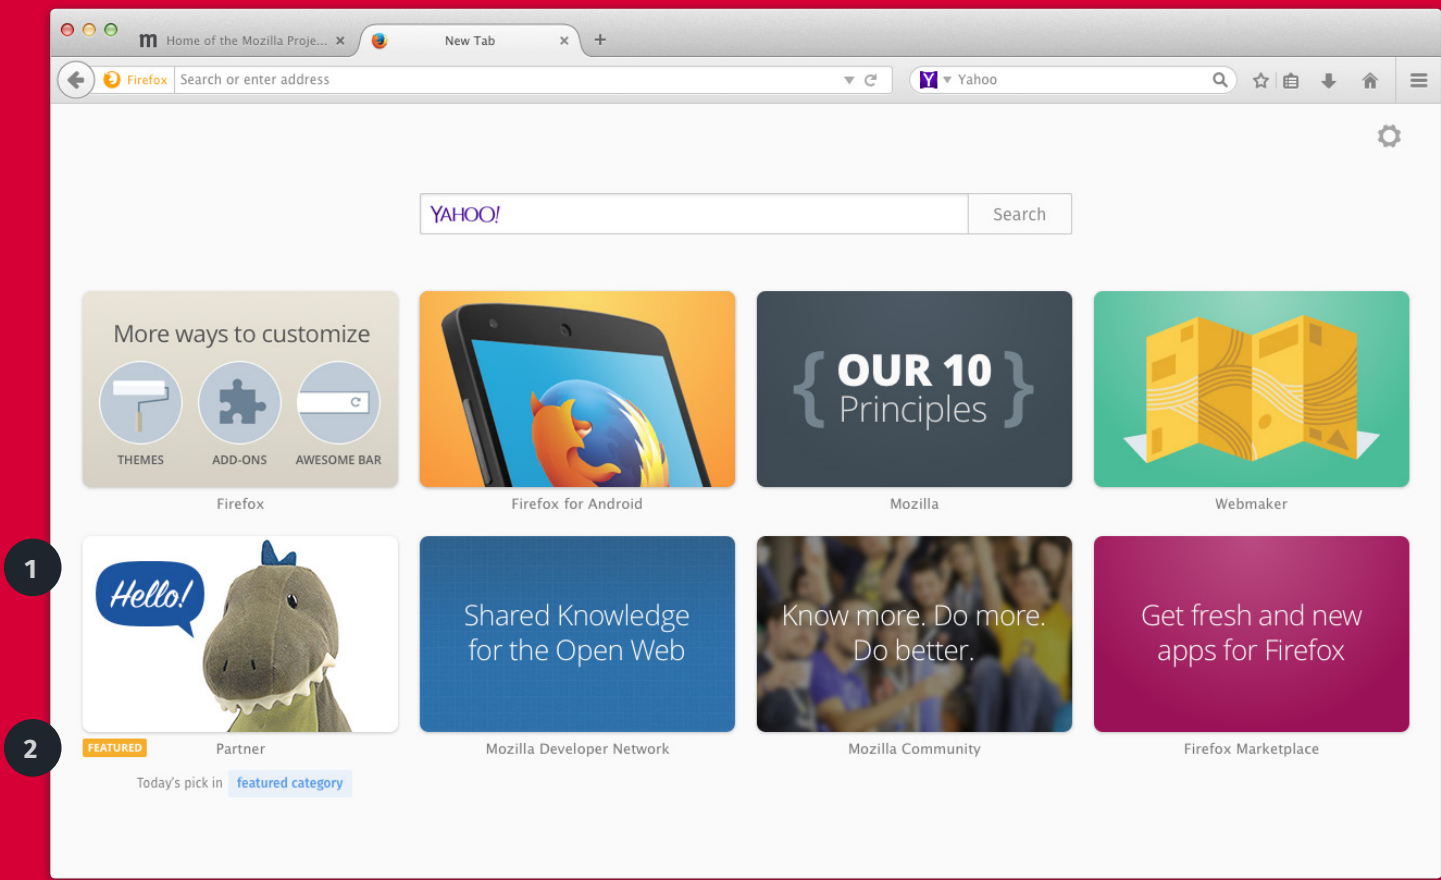 m Home of the Mozilla Proje... ×
New Tab × +
Firefox Search or enter address
Y Yahoo
YAHOO! Search
More ways to customize
THEMES ADD-ONS AWESOME BAR
Firefox
Firefox for Android
{ OUR 10 }
Principles
Mozilla
Webmaker
1
Hello!
2
FEATURED Partner
Today's pick in featured category
Shared Knowledge
for the Open Web
Mozilla Developer Network
Know more. Do more.
Do better.
Mozilla Community
Get fresh and new
apps for Firefox
Firefox Marketplace